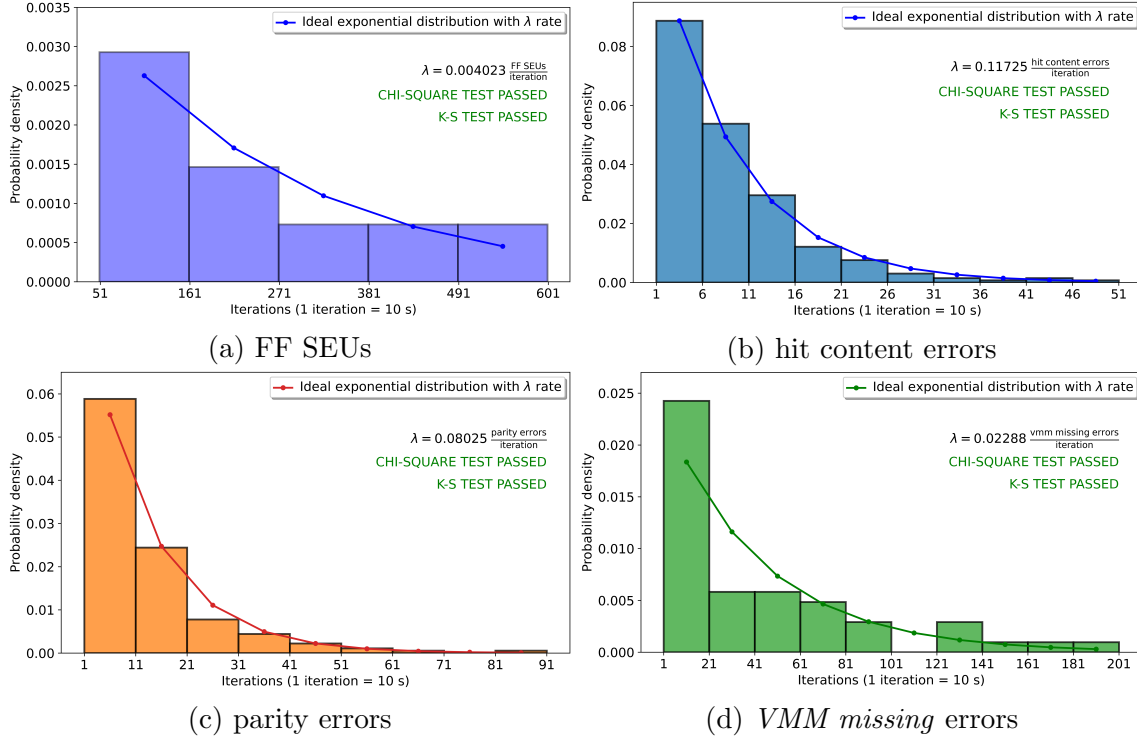 0.0035
0.0030
0.0025
0.0020
0.0015
0.0010
0.0005
0.0000
Probability density
Ideal exponential distribution with λ rate
λ = 0.004023 FF SEUs/iteration
CHI-SQUARE TEST PASSED
K-S TEST PASSED
51 161 271 381 491 601
Iterations (1 iteration = 10 s)
(a) FF SEUs
0.08
0.06
0.04
0.02
0.00
Probability density
Ideal exponential distribution with λ rate
λ = 0.11725 hit content errors/iteration
CHI-SQUARE TEST PASSED
K-S TEST PASSED
1 6 11 16 21 26 31 36 41 46 51
Iterations (1 iteration = 10 s)
(b) hit content errors
0.06
0.05
0.04
0.03
0.02
0.01
0.00
Probability density
Ideal exponential distribution with λ rate
λ = 0.08025 parity errors/iteration
CHI-SQUARE TEST PASSED
K-S TEST PASSED
1 11 21 31 41 51 61 71 81 91
Iterations (1 iteration = 10 s)
(c) parity errors
0.025
0.020
0.015
0.010
0.005
0.000
Probability density
Ideal exponential distribution with λ rate
λ = 0.02288 vmm missing errors/iteration
CHI-SQUARE TEST PASSED
K-S TEST PASSED
1 21 41 61 81 101 121 141 161 181 201
Iterations (1 iteration = 10 s)
(d) VMM missing errors